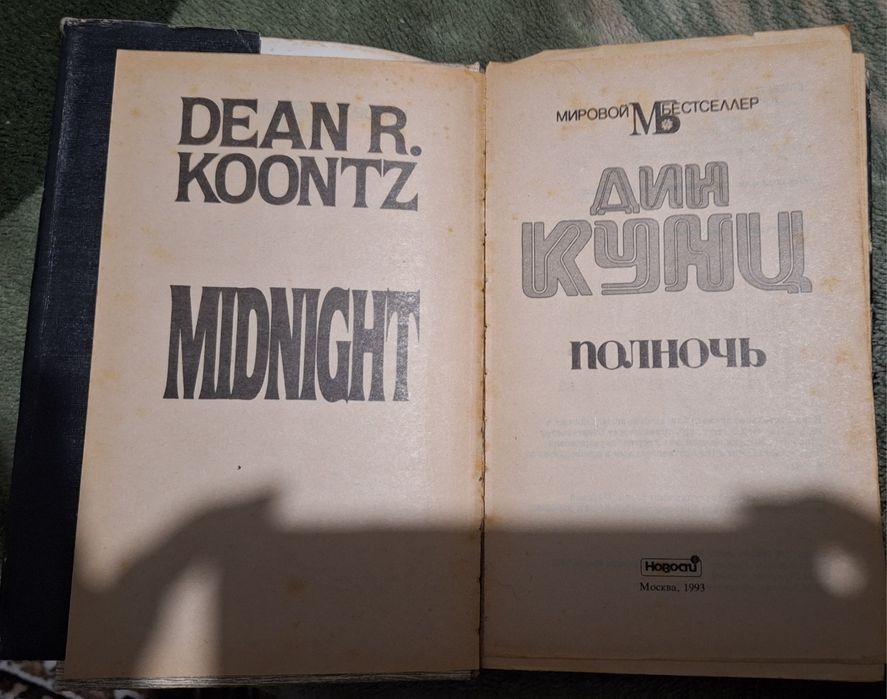 DEAN R.
KOONTZ
MIDNIGHT
МИРОВОЙ МБ БЕСТСЕЛЛЕР
ДИН
КУНЦ
ПОЛНОЧЬ
Новости
Москва, 1993